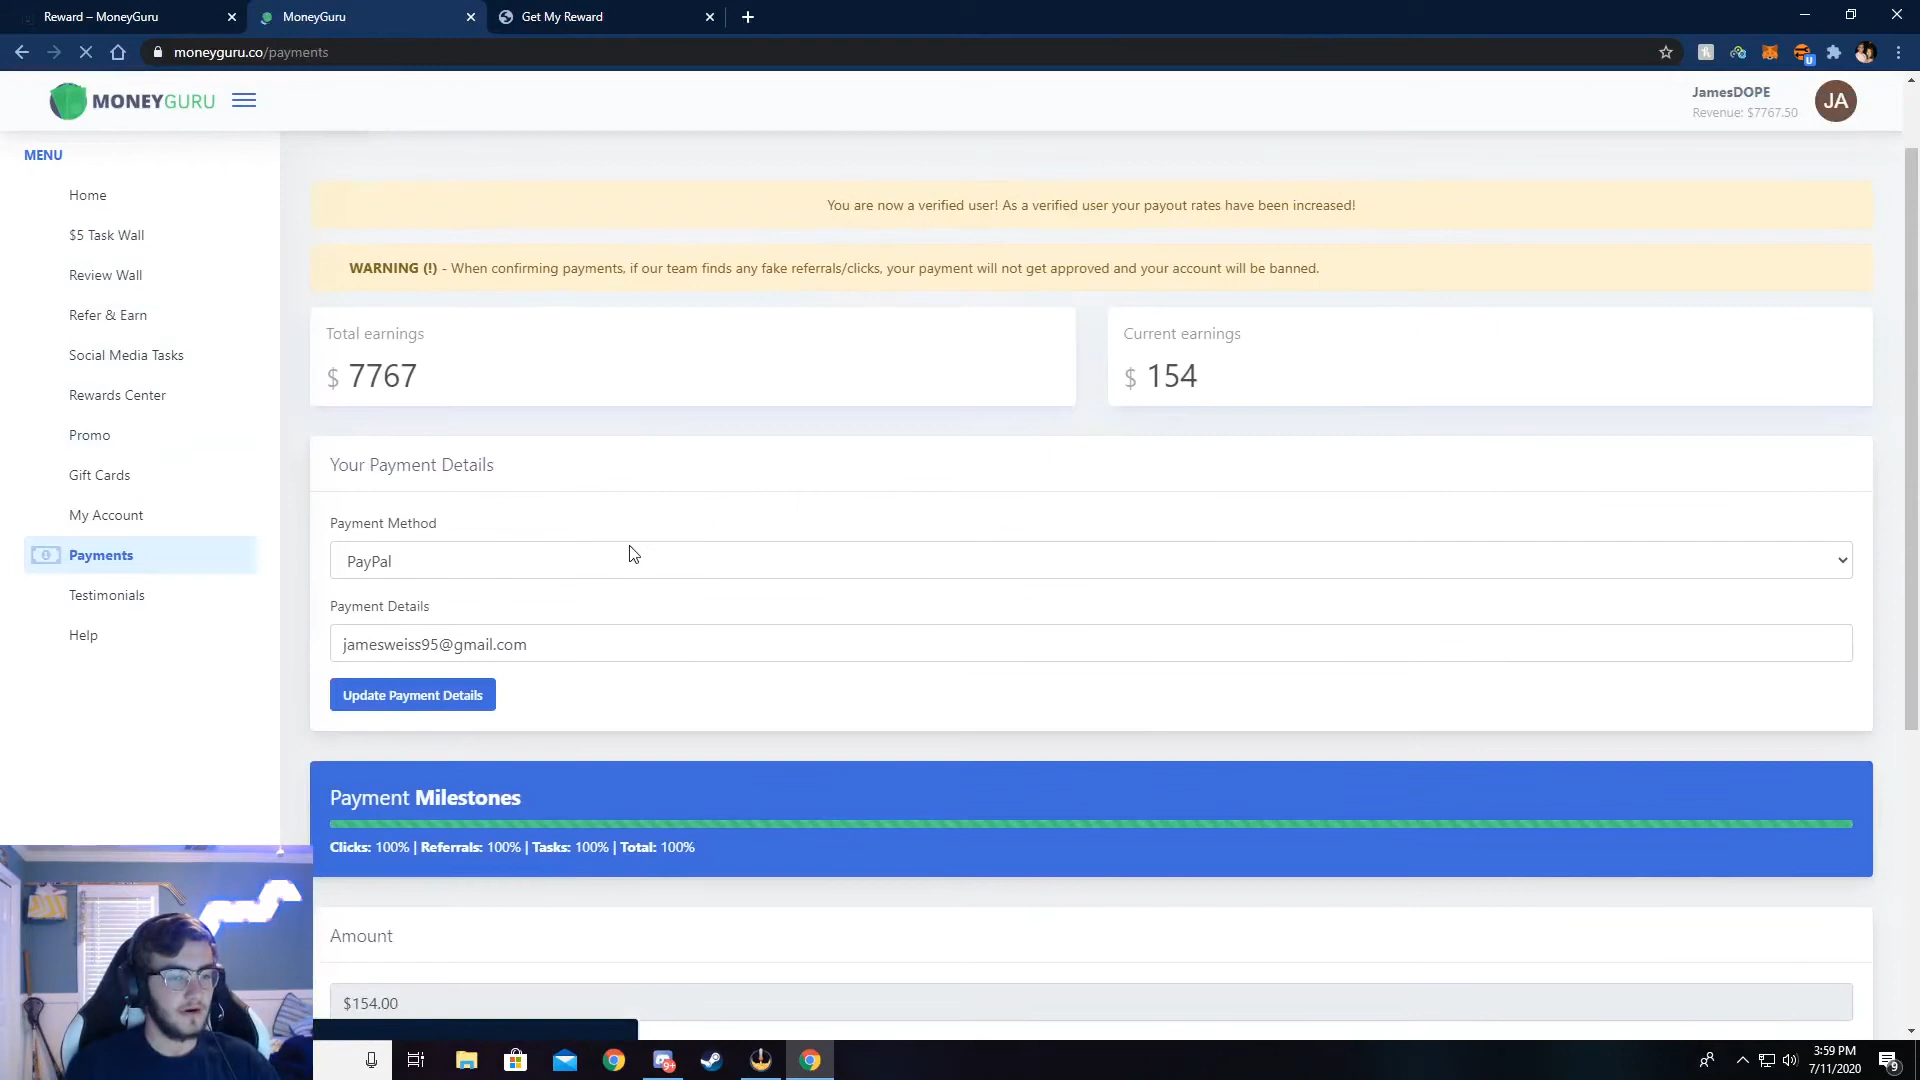 Reward – MoneyGuru
MoneyGuru
Get My Reward
moneyguru.co/payments
MONEYGURU
JamesDOPE
Revenue: $7767.50
JA
MENU
Home
$5 Task Wall
Review Wall
Refer & Earn
Social Media Tasks
Rewards Center
Promo
Gift Cards
My Account
Payments
Testimonials
Help
You are now a verified user! As a verified user your payout rates have been increased!
WARNING (!) - When confirming payments, if our team finds any fake referrals/clicks, your payment will not get approved and your account will be banned.
Total earnings
$ 7767
Current earnings
$ 154
Your Payment Details
Payment Method
PayPal
Payment Details
jamesweiss95@gmail.com
Update Payment Details
Payment Milestones
Clicks: 100% | Referrals: 100% | Tasks: 100% | Total: 100%
Amount
$154.00
3:59 PM
7/11/2020